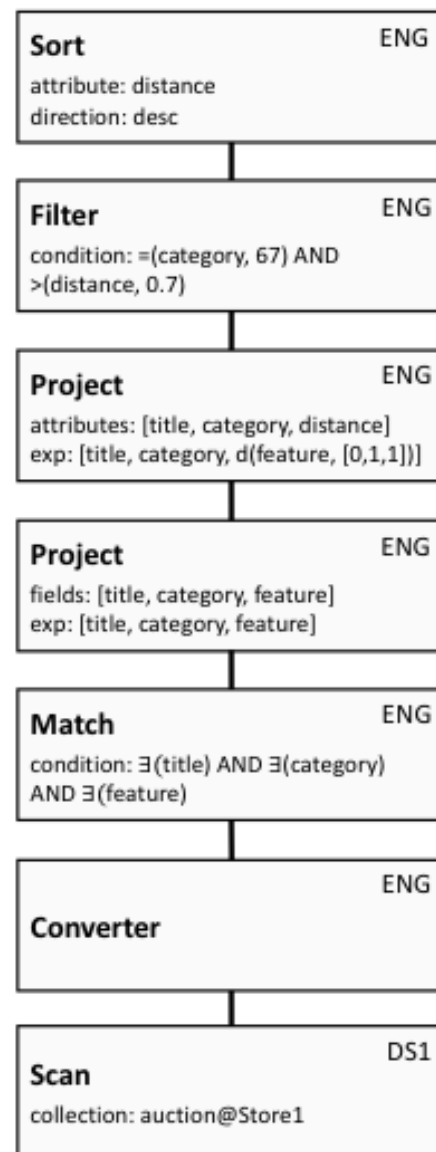 Sort ENG
attribute: distance
direction: desc
Filter ENG
condition: =(category, 67) AND
>(distance, 0.7)
Project ENG
attributes: [title, category, distance]
exp: [title, category, d(feature, [0,1,1])]
Project ENG
fields: [title, category, feature]
exp: [title, category, feature]
Match ENG
condition: ∃(title) AND ∃(category)
AND ∃(feature)
Converter ENG
Scan DS1
collection: auction@Store1